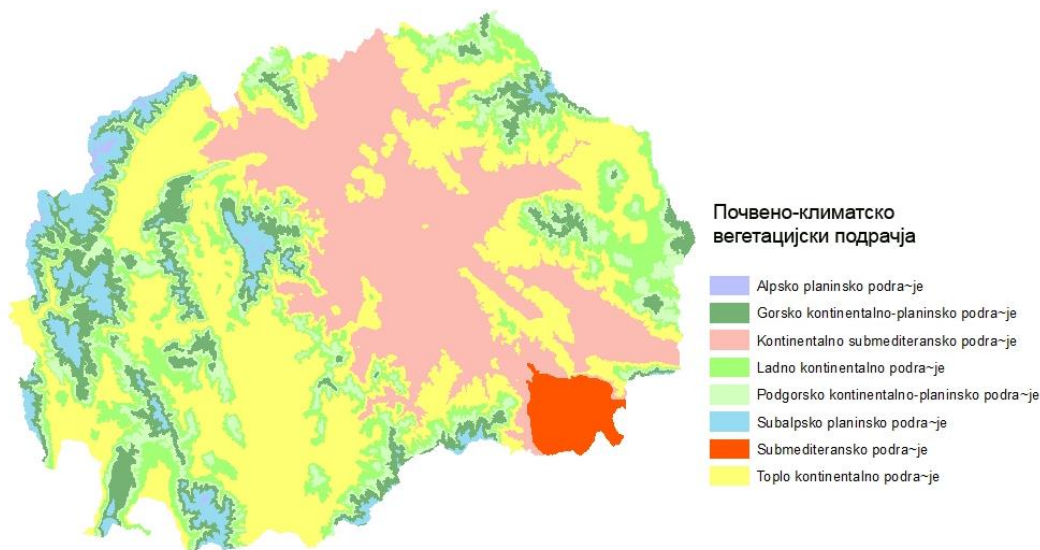 Почвено-климатско
вегетацијски подрачја
Alpsko planinsko podra~je
Gorsko kontinentalno-planinsko podra~je
Kontinentalno submediteransko podra~je
Ladno kontinentalno podra~je
Podgorsko kontinentalno-planinsko podra~je
Subalpsko planinsko podra~je
Submediteransko podra~je
Toplo kontinentalno podra~je